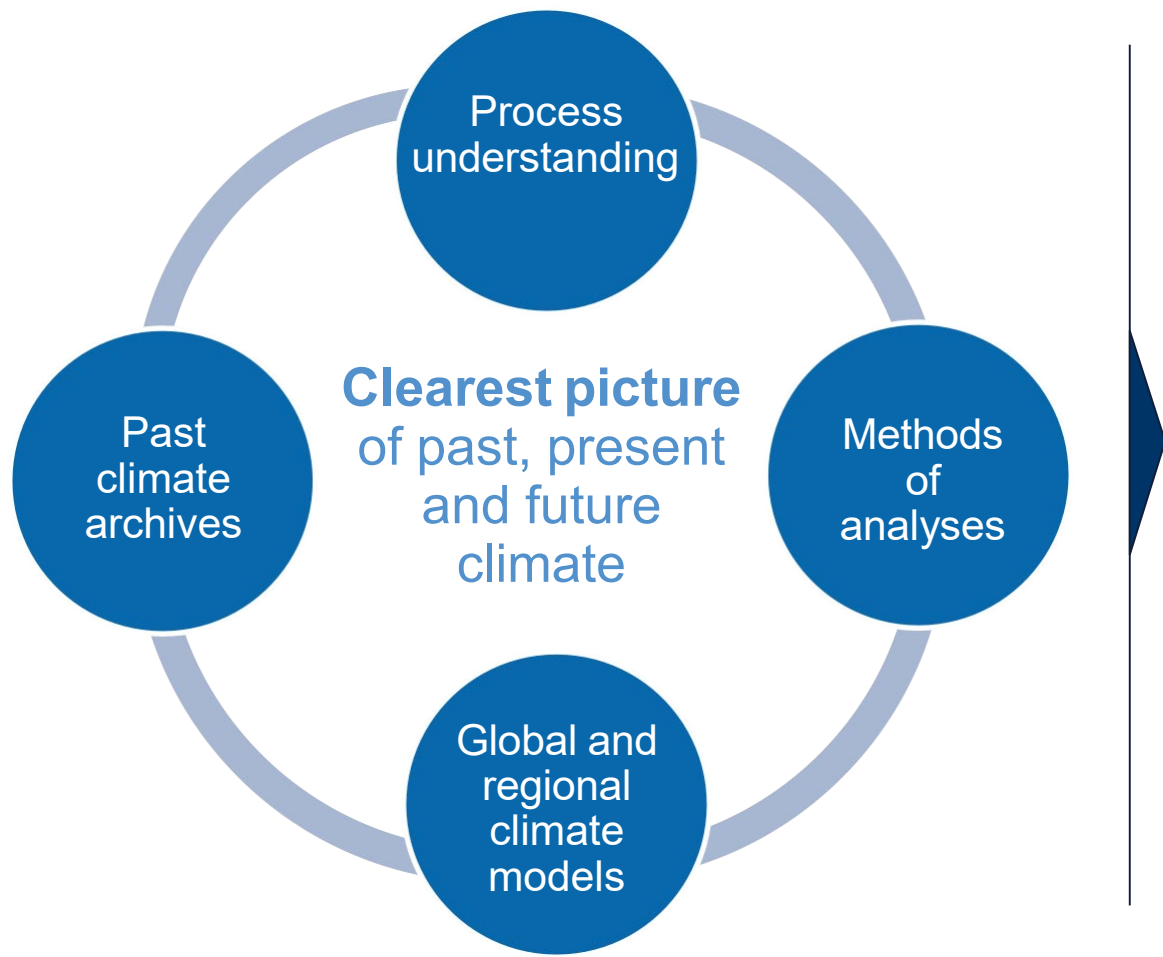 Process
understanding
Past
climate
archives
Clearest picture
of past, present
and future
climate
Methods
of
analyses
Global and
regional
climate
models